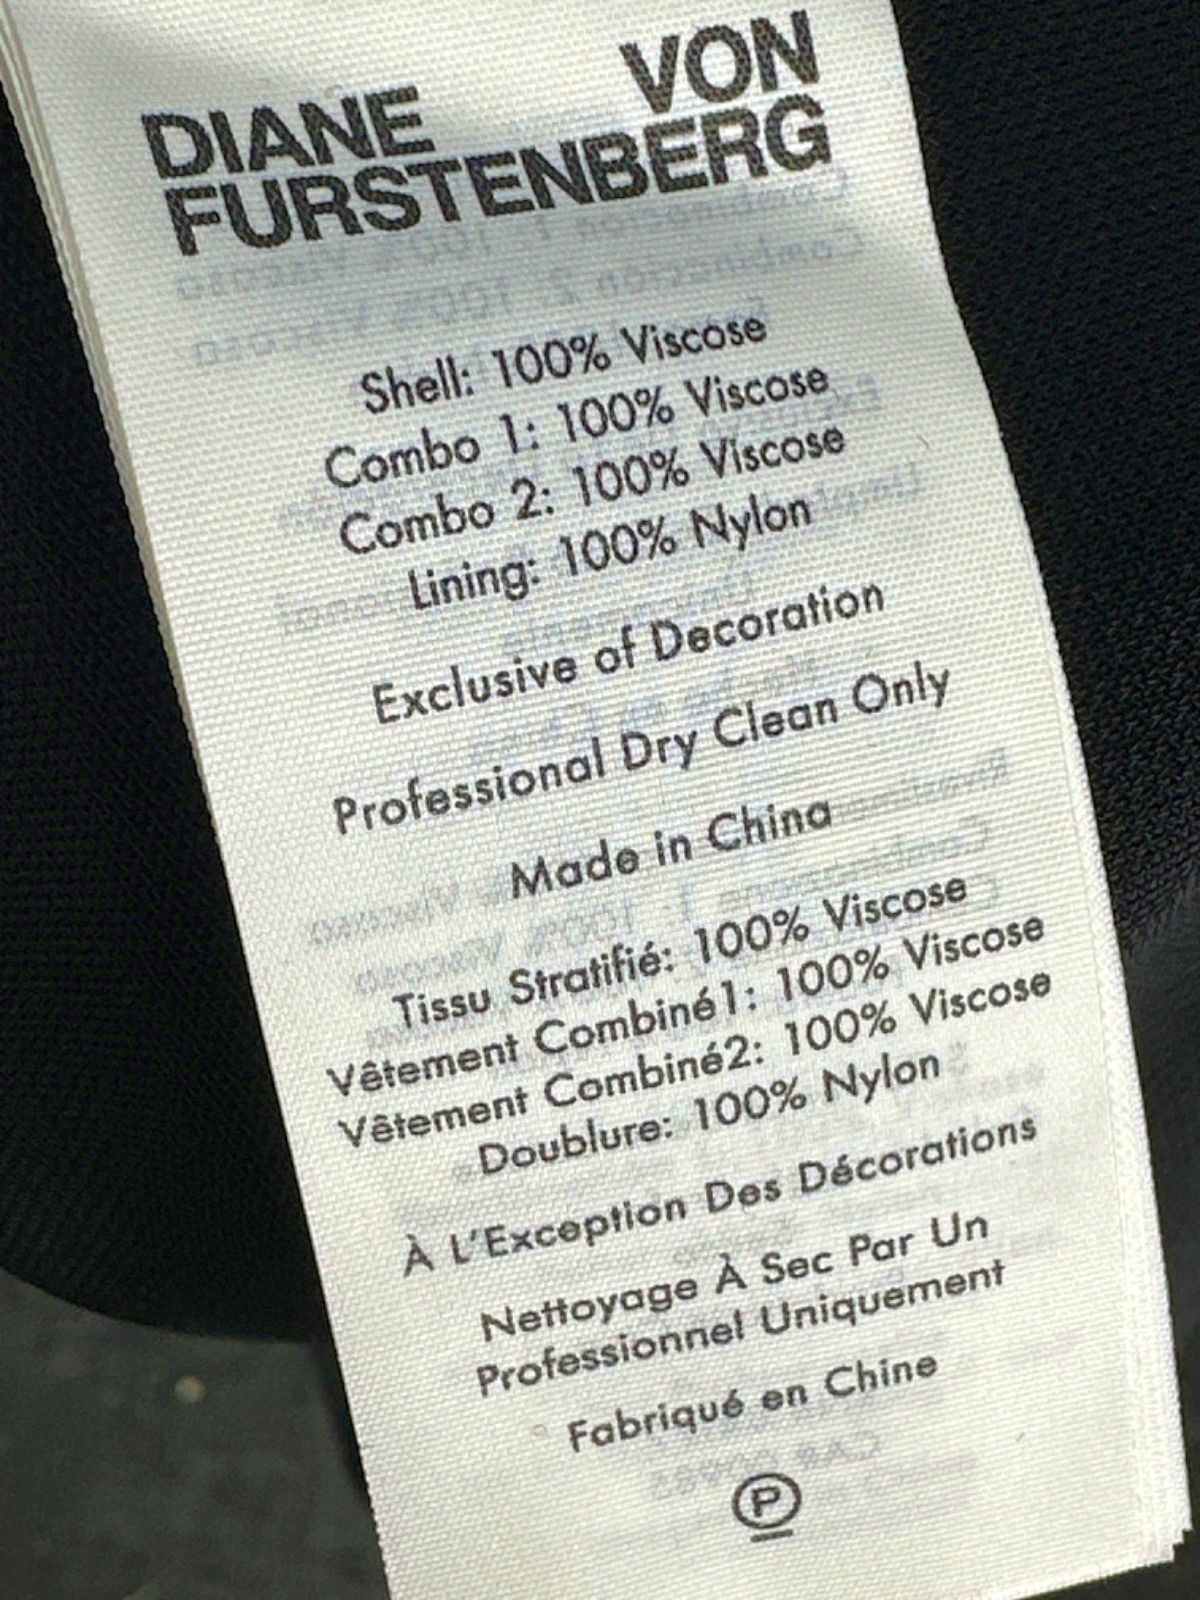 DIANE VON
FURSTENBERG
Shell: 100% Viscose
Combo 1: 100% Viscose
Combo 2: 100% Viscose
Lining: 100% Nylon
Exclusive of Decoration
Professional Dry Clean Only
Made in China
Tissu Stratifié: 100% Viscose
Vêtement Combiné1: 100% Viscose
Vêtement Combiné2: 100% Viscose
Doublure: 100% Nylon
À L'Exception Des Décorations
Nettoyage À Sec Par Un
Professionnel Uniquement
Fabriqué en Chine
P